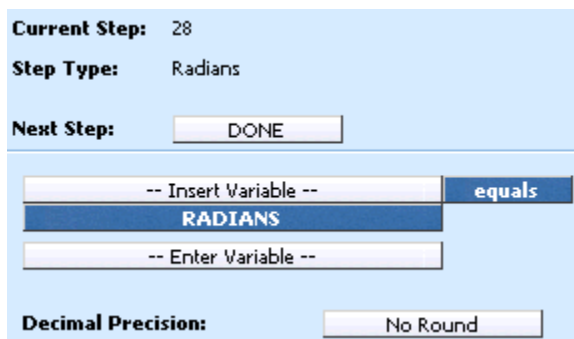 Current Step: 28
Step Type: Radians
Next Step: DONE
-- Insert Variable -- equals
RADIANS
-- Enter Variable --
Decimal Precision: No Round